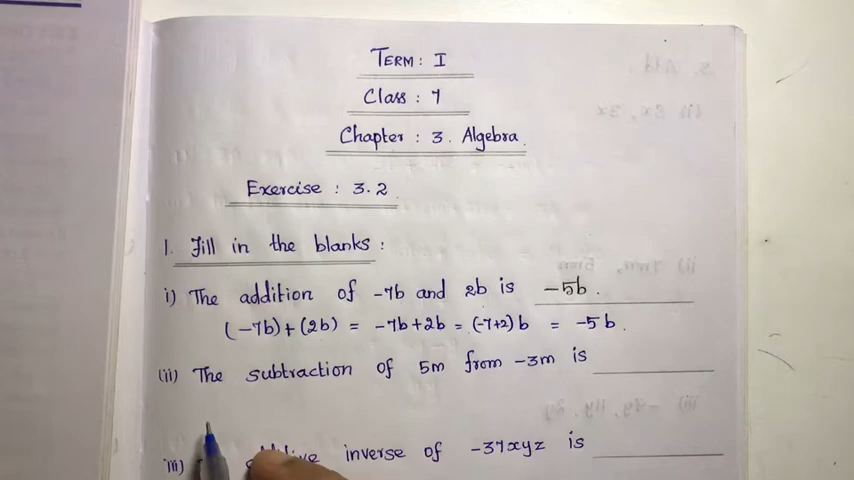 TERM: I
Class : 7
Chapter : 3. Algebra.
Exercise : 3.2.
1. Fill in the blanks :
i) The addition of -7b and 2b is -5b.
(-7b)+(2b) = -7b+2b = (-7+2)b = -5b.
(ii) The subtraction of 5m from -3m is
iii) inverse of -37xyz is